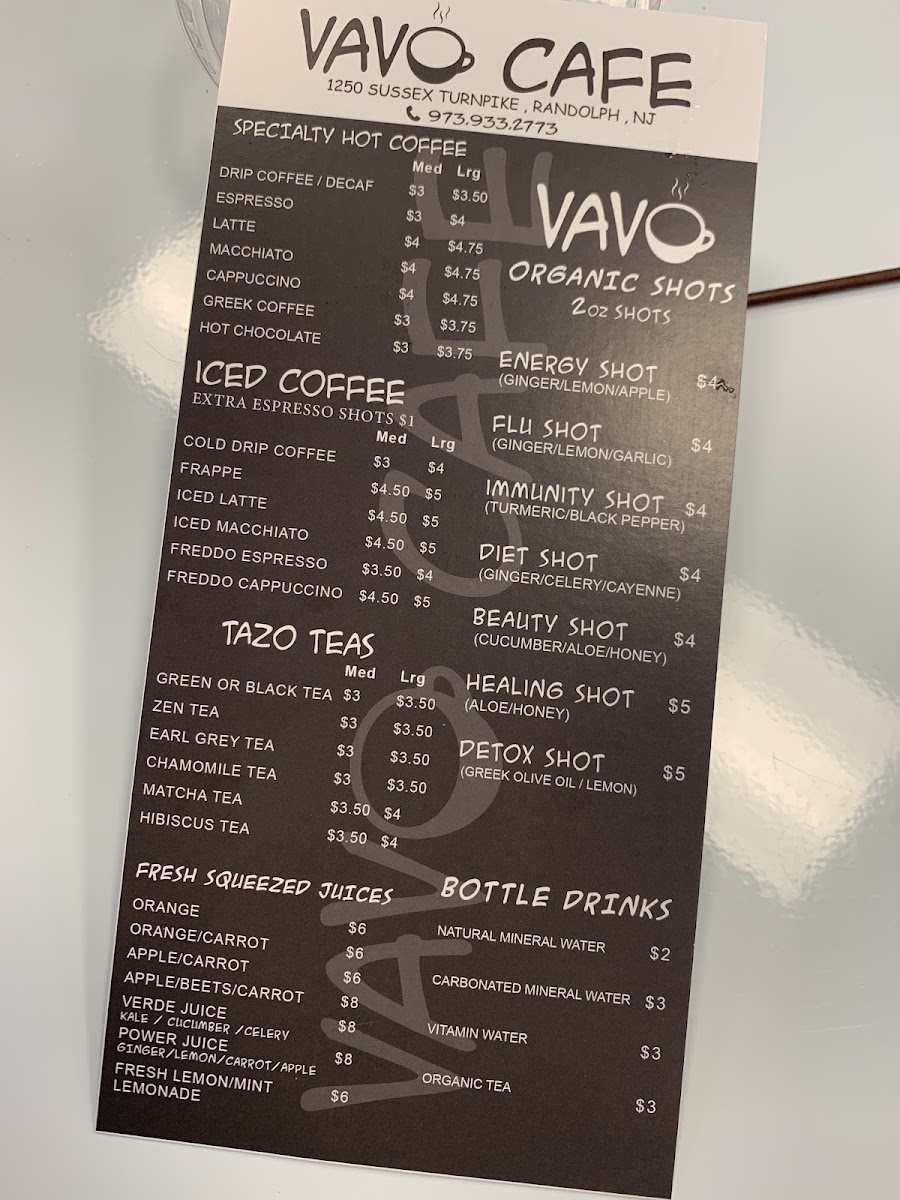 VAVO CAFE
1250 SUSSEX TURNPIKE , RANDOLPH , NJ
973.933.2773
SPECIALTY HOT COFFEE
Med Lrg
DRIP COFFEE / DECAF $3 $3.50
ESPRESSO $3 $4
LATTE $4 $4.75
MACCHIATO $4 $4.75
CAPPUCCINO $4 $4.75
GREEK COFFEE $3 $3.75
HOT CHOCOLATE $3 $3.75
ICED COFFEE
EXTRA ESPRESSO SHOTS $1
Med Lrg
COLD DRIP COFFEE $3 $4
FRAPPE $4.50 $5
ICED LATTE $4.50 $5
ICED MACCHIATO $4.50 $5
FREDDO ESPRESSO $3.50 $4
FREDDO CAPPUCCINO $4.50 $5
TAZO TEAS
Med Lrg
GREEN OR BLACK TEA $3 $3.50
ZEN TEA $3 $3.50
EARL GREY TEA $3 $3.50
CHAMOMILE TEA $3 $3.50
MATCHA TEA $3.50 $4
HIBISCUS TEA $3.50 $4
FRESH SQUEEZED JUICES
ORANGE $6
ORANGE/CARROT $6
APPLE/CARROT $6
APPLE/BEETS/CARROT $8
VERDE JUICE $8
KALE / CUCUMBER /CELERY
POWER JUICE $8
GINGER/LEMON/CARROT/APPLE
FRESH LEMON/MINT
LEMONADE $6
VAVO
ORGANIC SHOTS
2oz SHOTS
ENERGY SHOT $4
(GINGER/LEMON/APPLE)
FLU SHOT $4
(GINGER/LEMON/GARLIC)
IMMUNITY SHOT $4
(TURMERIC/BLACK PEPPER)
DIET SHOT $4
(GINGER/CELERY/CAYENNE)
BEAUTY SHOT $4
(CUCUMBER/ALOE/HONEY)
HEALING SHOT $5
(ALOE/HONEY)
DETOX SHOT $5
(GREEK OLIVE OIL / LEMON)
BOTTLE DRINKS
NATURAL MINERAL WATER $2
CARBONATED MINERAL WATER $3
VITAMIN WATER $3
ORGANIC TEA $3
VAVO CAFE